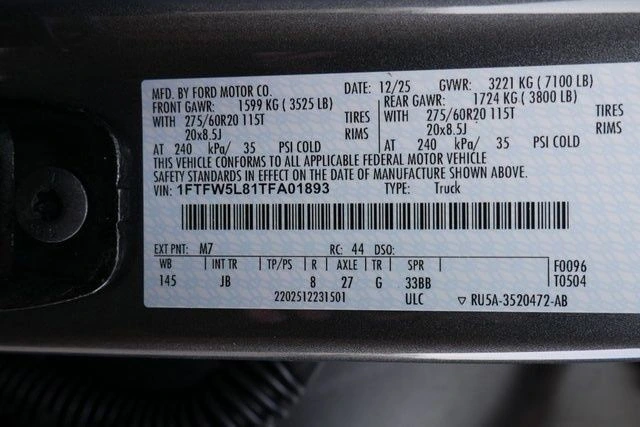 MFD. BY FORD MOTOR CO. DATE: 12/25 GVWR: 3221 KG ( 7100 LB)
FRONT GAWR: 1599 KG ( 3525 LB) REAR GAWR: 1724 KG ( 3800 LB)
WITH 275/60R20 115T TIRES WITH 275/60R20 115T TIRES
20x8.5J RIMS 20x8.5J RIMS
AT 240 kPa/ 35 PSI COLD AT 240 kPa/ 35 PSI COLD
THIS VEHICLE CONFORMS TO ALL APPLICABLE FEDERAL MOTOR VEHICLE
SAFETY STANDARDS IN EFFECT ON THE DATE OF MANUFACTURE SHOWN ABOVE.
VIN: 1FTFW5L81TFA01893 TYPE: Truck
EXT PNT: M7 RC: 44 DSO:
WB INT TR TP/PS R AXLE TR SPR F0096
145 JB 8 27 G 33BB T0504
2202512231501 ULC ▽ RU5A-3520472-AB